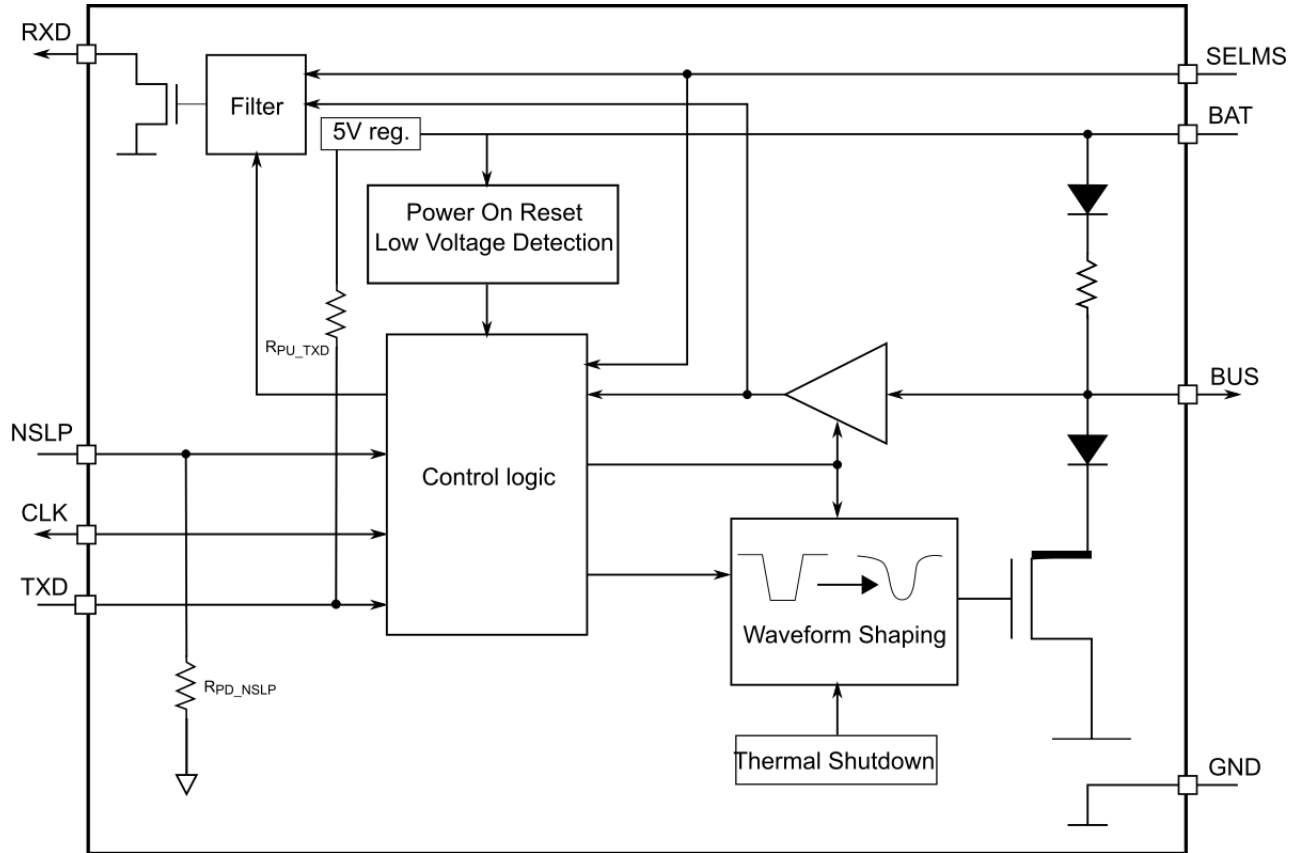 RXD
SELMS
Filter
BAT
5V reg.
Power On Reset
Low Voltage Detection
RPU_TXD
BUS
NSLP
Control logic
CLK
TXD
Waveform Shaping
RPD_NSLP
Thermal Shutdown
GND